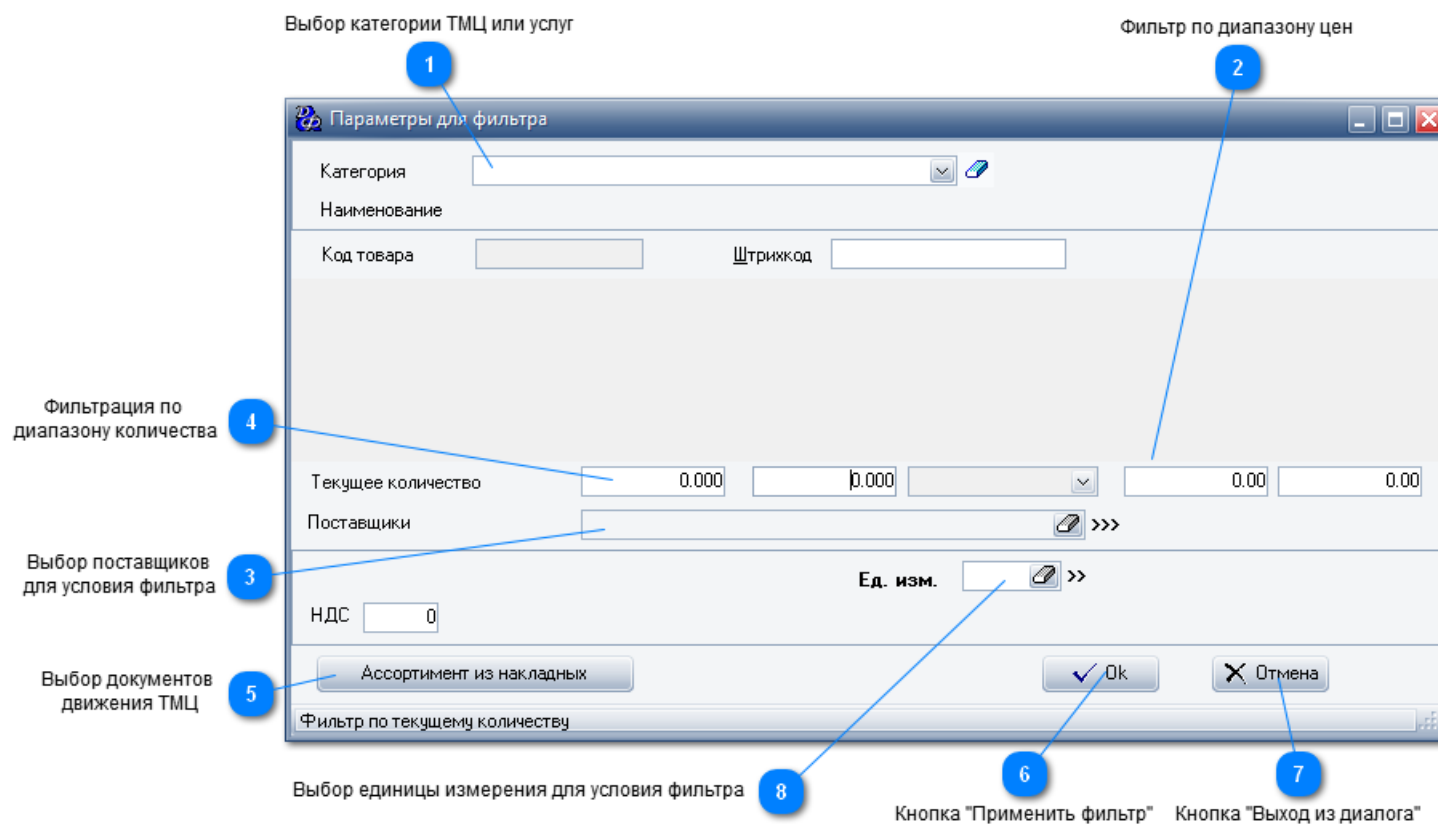 Выбор категории ТМЦ или услуг
Фильтр по диапазону цен
1
2
Параметры для фильтра
Категория
Наименование
Код товара Штрихкод
Фильтрация по
диапазону количества
4
Текущее количество 0.000 0.000 0.00 0.00
Поставщики >>>
Выбор поставщиков
для условия фильтра
3
Ед. изм. >>
НДС 0
Выбор документов
движения ТМЦ
5
Ассортимент из накладных Ok Отмена
Фильтр по текущему количеству
Выбор единицы измерения для условия фильтра
8
6
7
Кнопка "Применить фильтр" Кнопка "Выход из диалога"